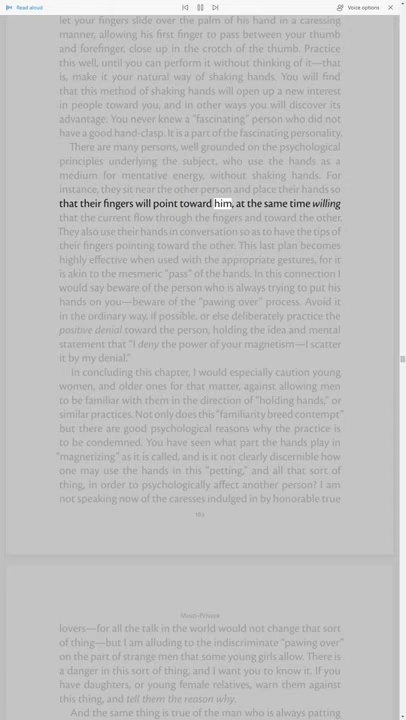 Read aloud
Voice options
let your fingers slide over the palm of his hand in a caressing
manner, allowing his first finger to pass between your thumb
and forefinger, close up in the crotch of the thumb. Practice
this well, until you can perform it without thinking of it—that
is, make it your natural way of shaking hands. You will find
that this method of shaking hands will open up a new interest
in people toward you, and in other ways you will discover its
advantage. You never knew a "fascinating" person who did not
have a good hand-clasp. It is a part of the fascinating personality.
There are many persons, well grounded on the psychological
principles underlying the subject, who use the hands as a
medium for mentative energy, without shaking hands. For
instance, they sit near the other person and place their hands so
that their fingers will point toward him, at the same time willing
that the current flow through the fingers and toward the other.
They also use their hands in conversation so as to have the tips of
their fingers pointing toward the other. This last plan becomes
highly effective when used with the appropriate gestures, for it
is akin to the mesmeric "pass" of the hands. In this connection I
would say beware of the person who is always trying to put his
hands on you—beware of the "pawing over" process. Avoid it
in the ordinary way, if possible, or else deliberately practice the
positive denial toward the person, holding the idea and mental
statement that "I deny the power of your magnetism—I scatter
it by my denial."
In concluding this chapter, I would especially caution young
women, and older ones for that matter, against allowing men
to be familiar with them in the direction of "holding hands," or
similar practices. Not only does this "familiarity breed contempt"
but there are good psychological reasons why the practice is
to be condemned. You have seen what part the hands play in
"magnetizing" as it is called, and is it not clearly discernible how
one may use the hands in this "petting," and all that sort of
thing, in order to psychologically affect another person? I am
not speaking now of the caresses indulged in by honorable true
Mind-Power
lovers—for all the talk in the world would not change that sort
of thing—but I am alluding to the indiscriminate "pawing over"
on the part of strange men that some young girls allow. There is
a danger in this sort of thing, and I want you to know it. If you
have daughters, or young female relatives, warn them against
this thing, and tell them the reason why.
And the same thing is true of the man who is always patting